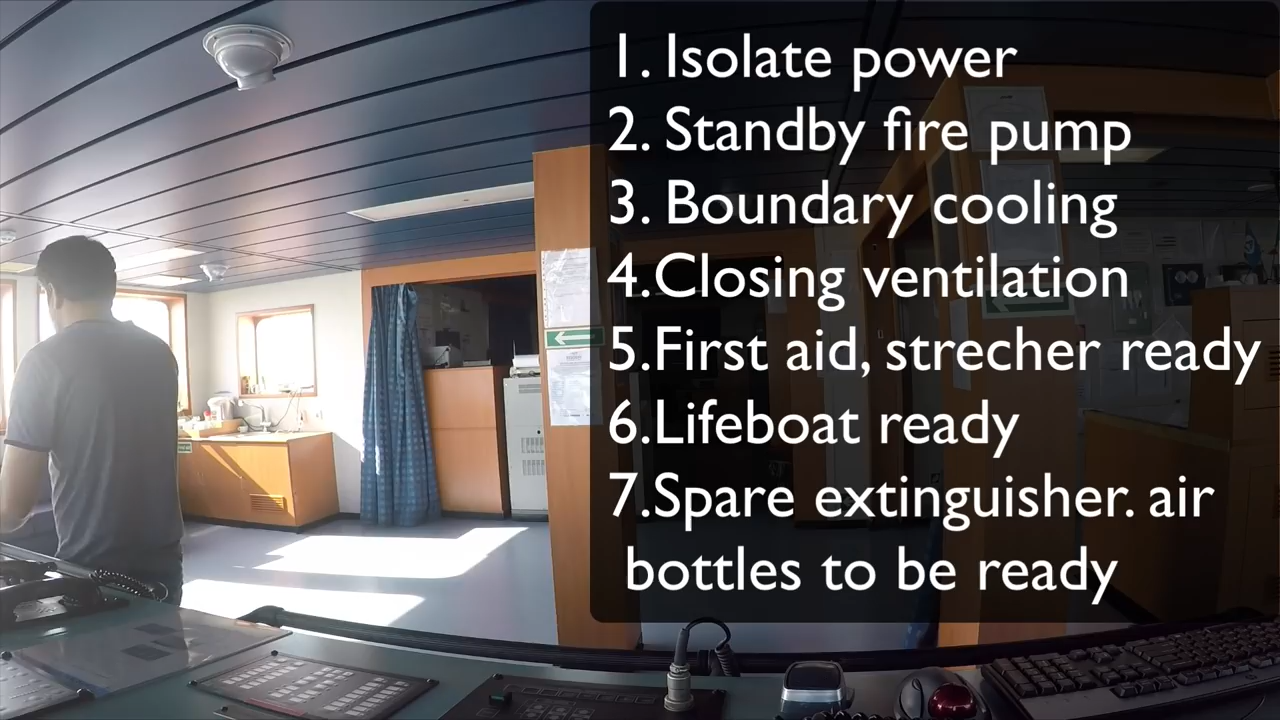 1. Isolate power
2. Standby fire pump
3. Boundary cooling
4.Closing ventilation
5.First aid, strecher ready
6.Lifeboat ready
7.Spare extinguisher. air
bottles to be ready